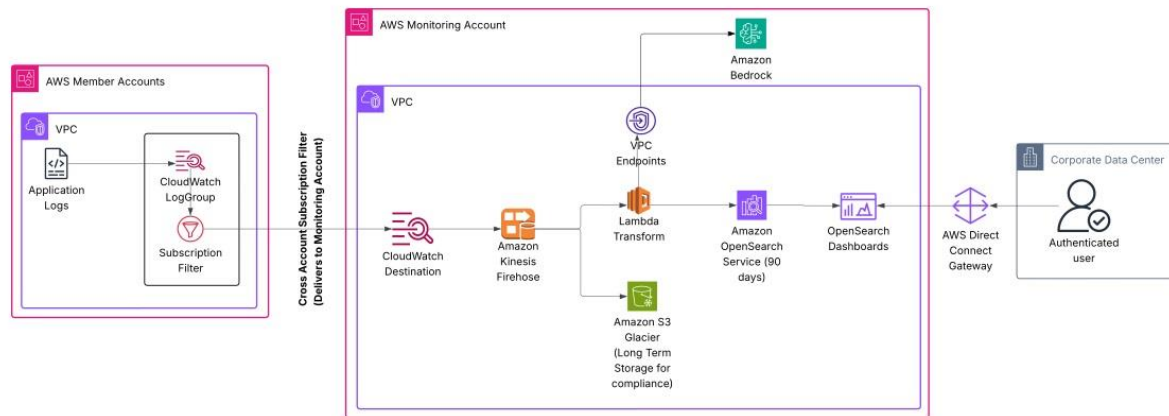 AWS Monitoring Account
Amazon
Bedrock
AWS Member Accounts
VPC
Application
Logs
CloudWatch
LogGroup
Subscription
Filter
Cross Account Subscription Filter
(Delivers to Monitoring Account)
VPC
VPC
Endpoints
CloudWatch
Destination
Amazon
Kinesis
Firehose
Lambda
Transform
Amazon
OpenSearch
Service (90
days)
OpenSearch
Dashboards
Amazon S3
Glacier
(Long Term
Storage for
compliance)
AWS Direct
Connect
Gateway
Corporate Data Center
Authenticated
user